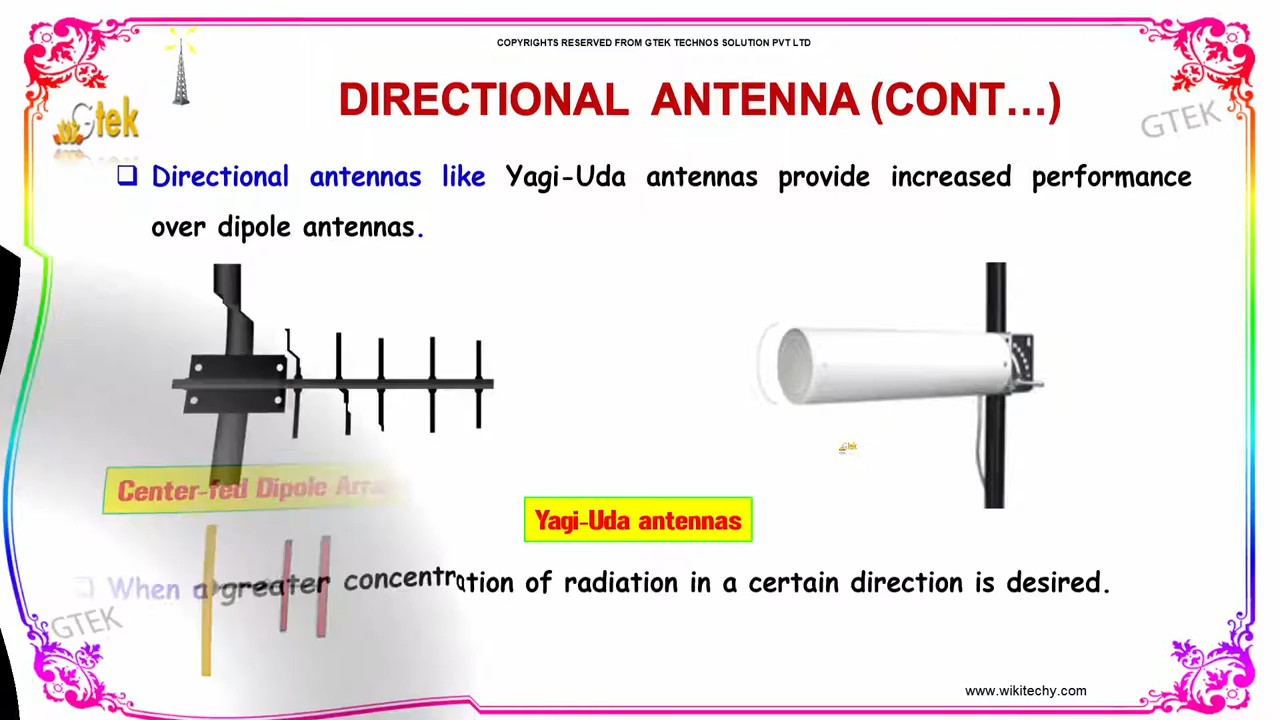 COPYRIGHTS RESERVED FROM GTEK TECHNOS SOLUTION PVT LTD
DIRECTIONAL ANTENNA (CONT...)
Gtek
GTEK
Directional antennas like Yagi-Uda antennas provide increased performance
over dipole antennas.
Gtek
Center-fed Dipole
Yagi-Uda antennas
When a greater concentration of radiation in a certain direction is desired.
GTEK
www.wikitechy.com